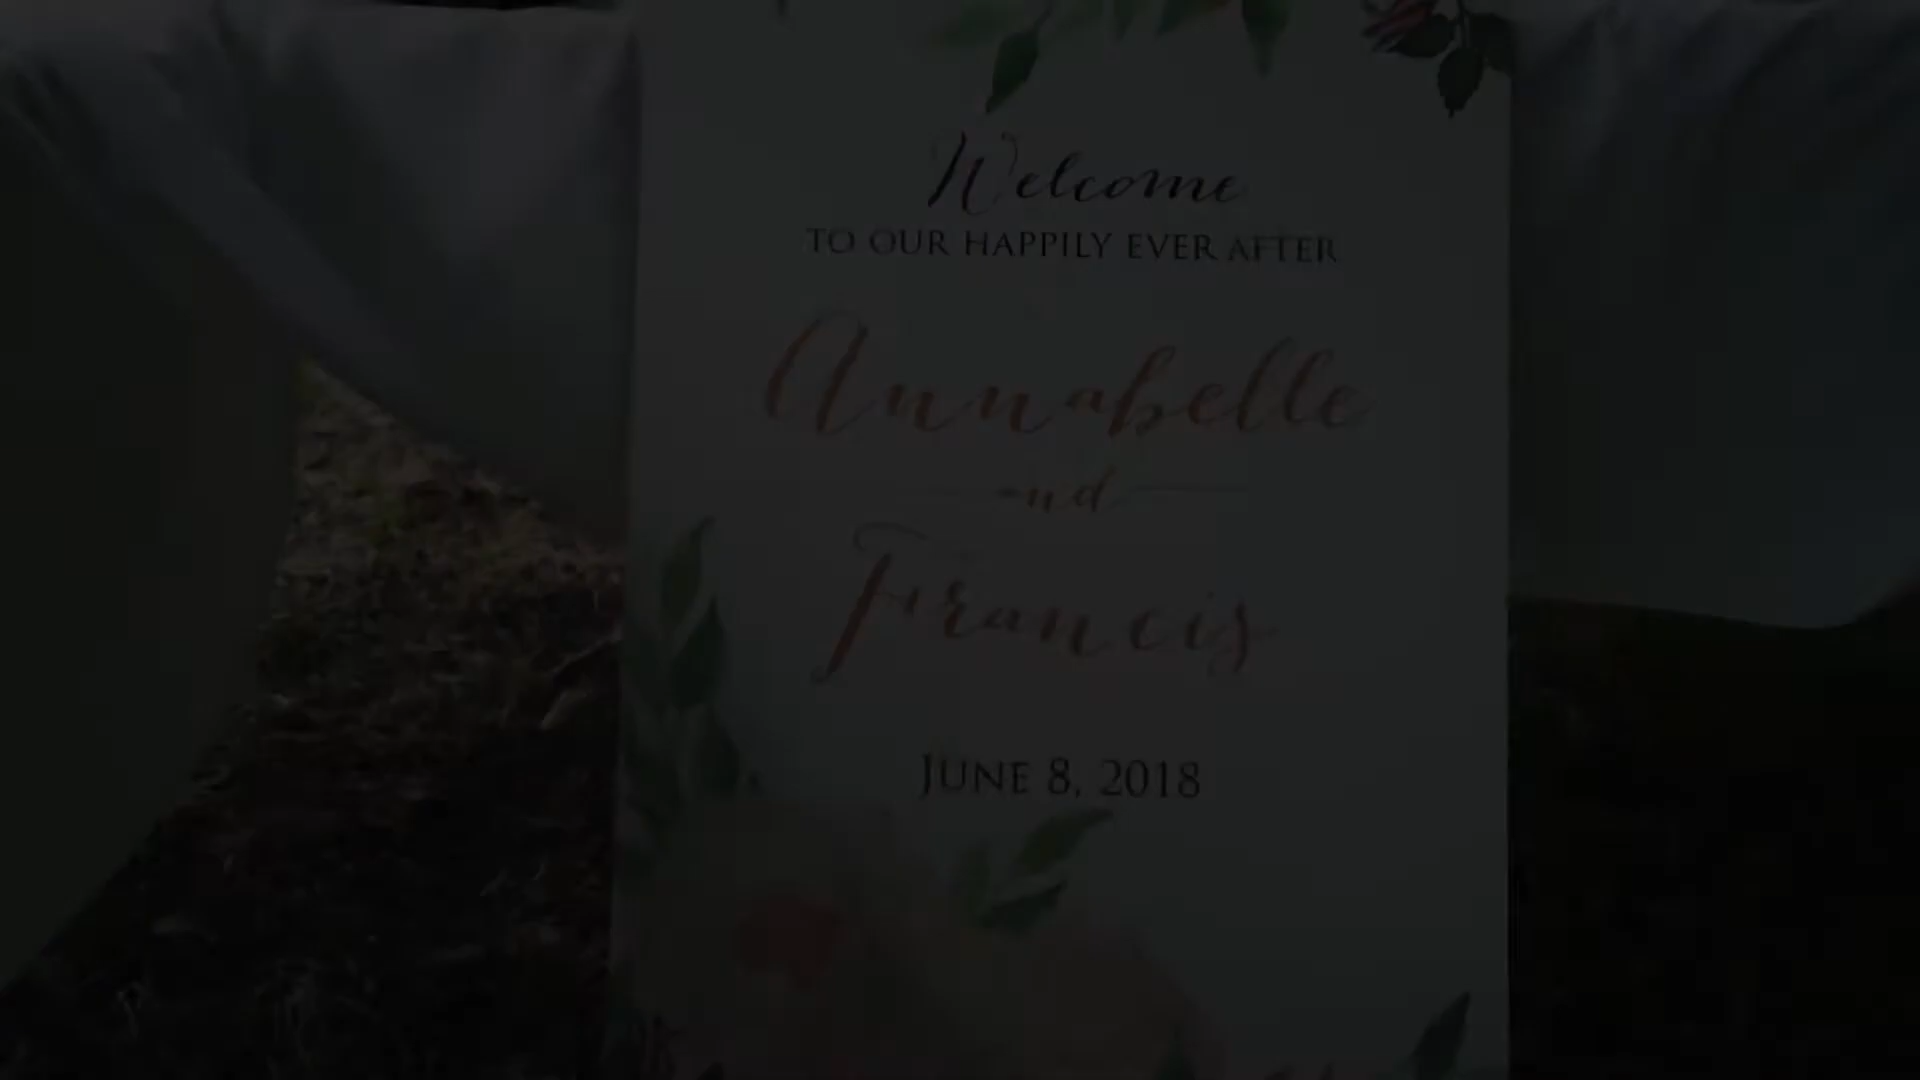 Welcome
TO OUR HAPPILY EVER AFTER
Annabelle
and
Francis
JUNE 8, 2018